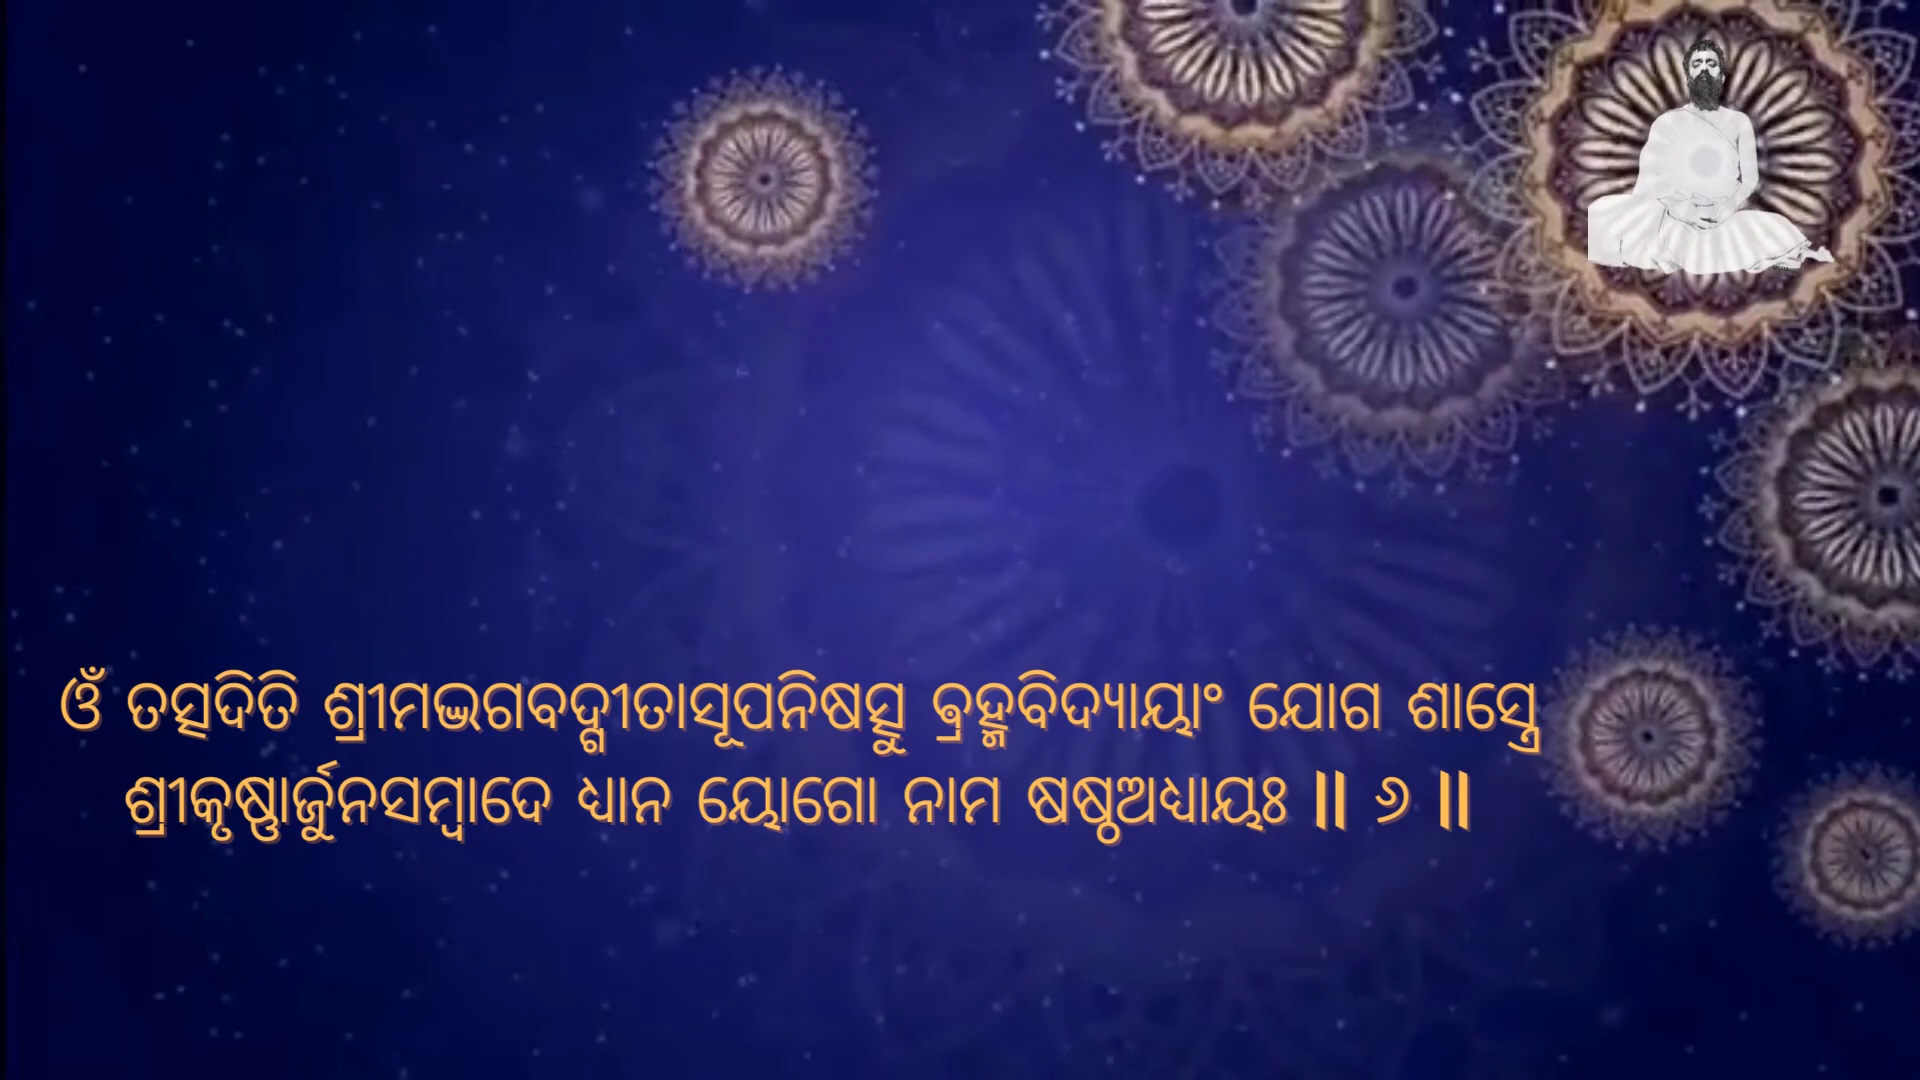 ଓଁ ତତ୍ସଦିତି ଶ୍ରୀମଦ୍ଭଗବଦ୍ଗୀତାସୂପନିଷତ୍ସୁ ବ୍ରହ୍ମବିଦ୍ୟାୟାଂ ଯୋଗ ଶାସ୍ତ୍ରେ
ଶ୍ରୀକୃଷ୍ଣାର୍ଜୁନସମ୍ବାଦେ ଧ୍ୟାନ ୟୋଗୋ ନାମ ଷଷ୍ଠଅଧ୍ୟାୟଃ || ୬ ||